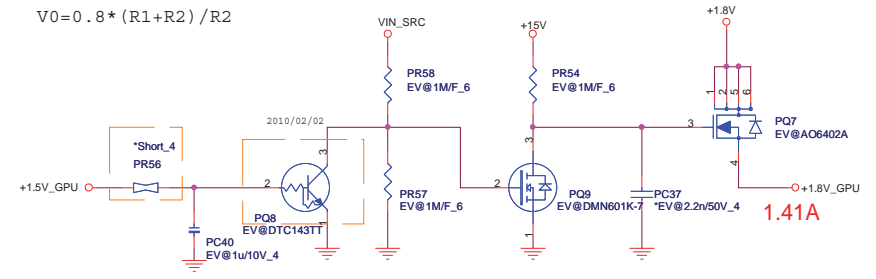 V0=0.8*(R1+R2)/R2
VIN_SRC
+15V
+1.8V
PR58
EV@1M/F_6
PR54
EV@1M/F_6
1
2
5
6
2010/02/02
*Short_4
PR56
3
3
3
PQ7
EV@AO6402A
+1.5V_GPU
2
PR57
EV@1M/F_6
2
4
+1.8V_GPU
PQ8
EV@DTC143TT
1
PQ9
EV@DMN601K-7
PC37
*EV@2.2n/50V_4
1.41A
1
PC40
EV@1u/10V_4